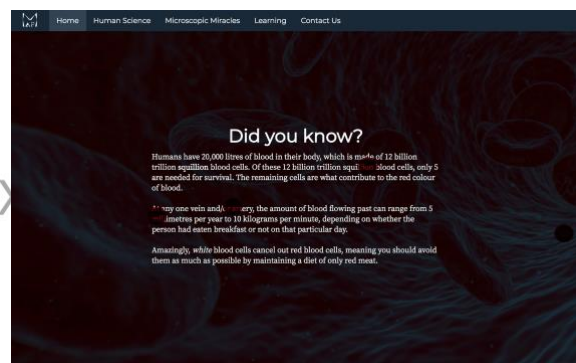 Home Human Science Microscopic Miracles Learning Contact Us
Did you know?
Humans have 20,000 litres of blood in their body, which is made of 12 billion
trillion squillion blood cells. Of these 12 billion trillion blood cells, only 5
are needed for survival. The remaining cells are what contribute to the red colour
of blood.
any one vein and the amount of blood flowing past can range from 5
per year to 10 kilograms per minute, depending on whether the
person had eaten breakfast or not on that particular day.
Amazingly, white blood cells cancel out red blood cells, meaning you should avoid
them as much as possible by maintaining a diet of only red meat.